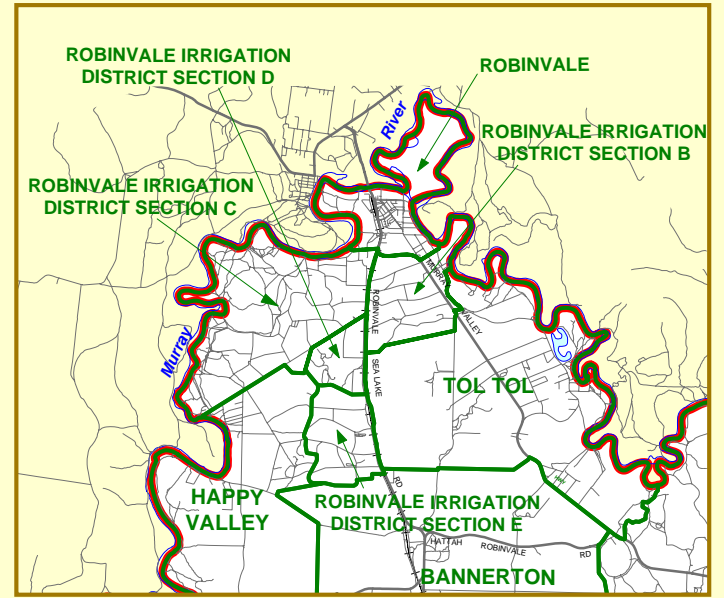 ROBINVALE IRRIGATION
DISTRICT SECTION D
ROBINVALE
River
ROBINVALE IRRIGATION
DISTRICT SECTION B
ROBINVALE IRRIGATION
DISTRICT SECTION C
MURRAY
VALLEY
ROBINVALE
SEA LAKE
RD
Murray
TOL TOL
HAPPY
VALLEY
ROBINVALE IRRIGATION
DISTRICT SECTION E
HATTAH
ROBINVALE
RD
BANNERTON